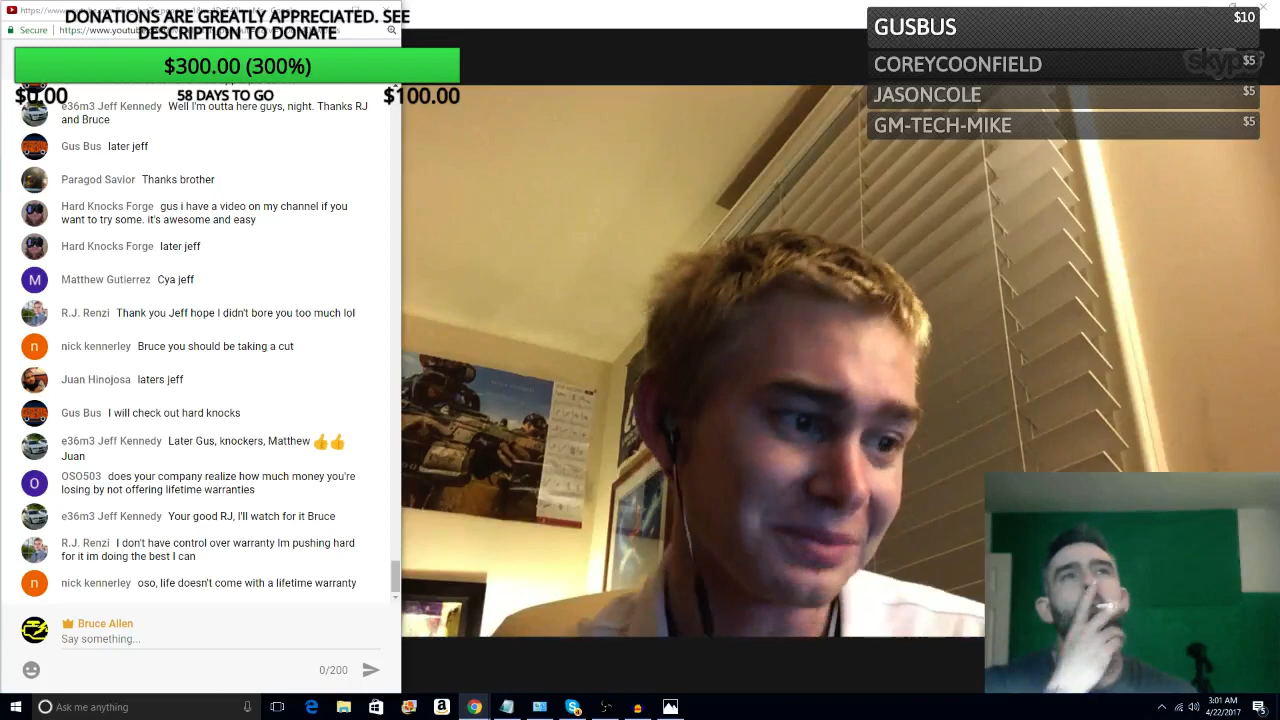 DONATIONS ARE GREATLY APPRECIATED. SEE
DESCRIPTION TO DONATE
Secure
$300.00 (300%)
$0.00
58 DAYS TO GO
$100.00
GUSBUS $10
COREYCOONFIELD $5
JASONCOLE $5
GM-TECH-MIKE $5
skype
e36m3 Jeff Kennedy Well I'm outta here guys, night. Thanks RJ
and Bruce
Gus Bus later jeff
Paragod Savior Thanks brother
Hard Knocks Forge gus i have a video on my channel if you
want to try some. it's awesome and easy
Hard Knocks Forge later jeff
M
Matthew Gutierrez Cya jeff
R.J. Renzi Thank you Jeff hope I didn't bore you too much lol
n
nick kennerley Bruce you should be taking a cut
Juan Hinojosa laters jeff
Gus Bus I will check out hard knocks
e36m3 Jeff Kennedy Later Gus, knockers, Matthew 👍👍
Juan
O
OSO503 does your company realize how much money you're
losing by not offering lifetime warranties
e36m3 Jeff Kennedy Your good RJ, I'll watch for it Bruce
R.J. Renzi I don't have control over warranty Im pushing hard
for it im doing the best I can
n
nick kennerley oso, life doesn't come with a lifetime warranty
Bruce Allen
Say something...
0/200
Ask me anything
3:01 AM
4/22/2017